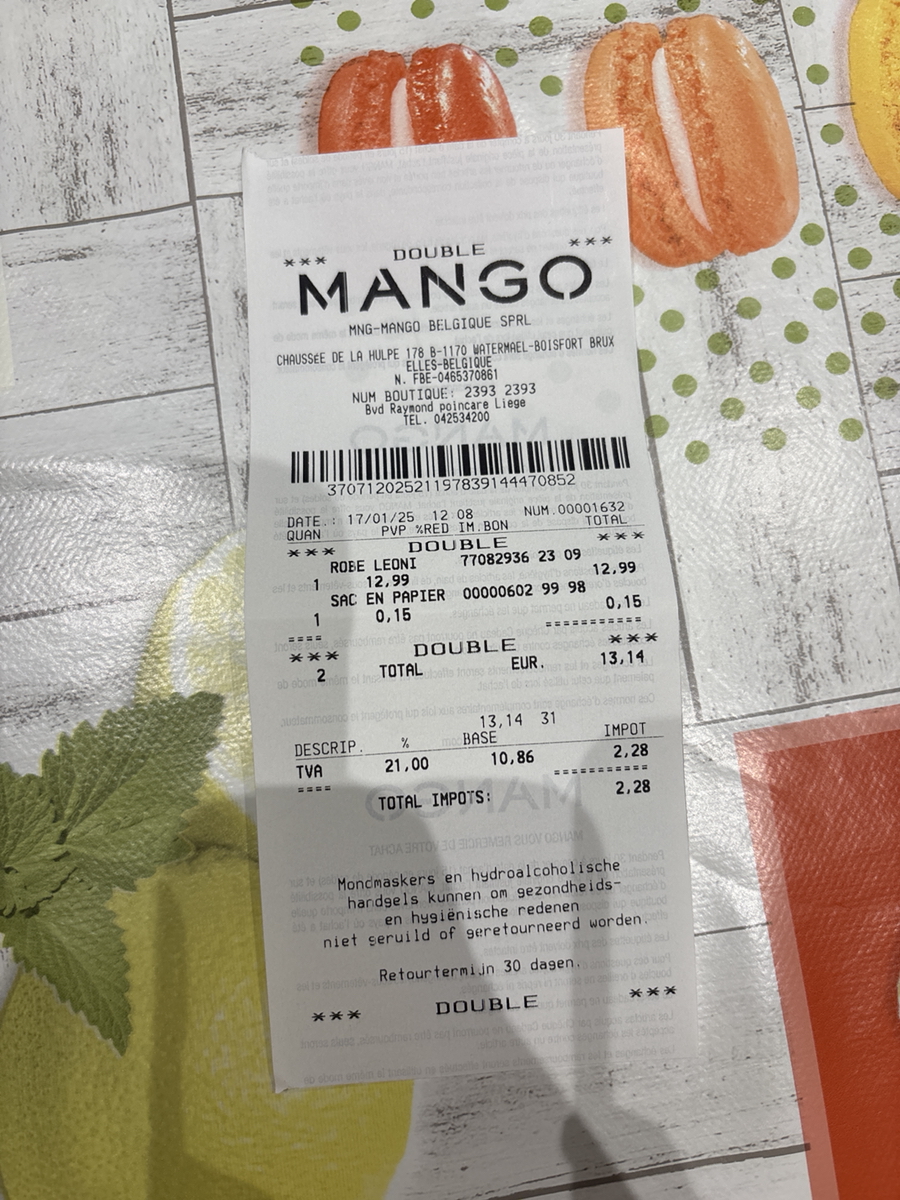 *** DOUBLE ***
MANGO
MNG-MANGO BELGIQUE SPRL
CHAUSSéE DE LA HULPE 178 B-1170 WATERMAEL-BOISFORT BRUX
ELLES-BELGIQUE
N. FBE-0465370861
NUM BOUTIQUE: 2393 2393
Bvd Raymond poincare Liege
TEL. 042534200
37071202521197839144470852
DATE.: 17/01/25 12 08 NUM.00001632
QUAN PVP %RED IM.BON TOTAL
*** DOUBLE ***
ROBE LEONI 77082936 23 09
1 12,99 12,99
SAC EN PAPIER 00000602 99 98
1 0,15 0,15
==== ===========
*** DOUBLE ***
2 TOTAL EUR. 13,14
13,14 31
DESCRIP. % BASE IMPOT
TVA 21,00 10,86 2,28
==== ===========
TOTAL IMPOTS: 2,28
Mondmaskers en hydroalcoholische
handgels kunnen om gezondheids-
en hygiënische redenen
niet geruild of geretourneerd worden.
Retourtermijn 30 dagen.
*** DOUBLE ***